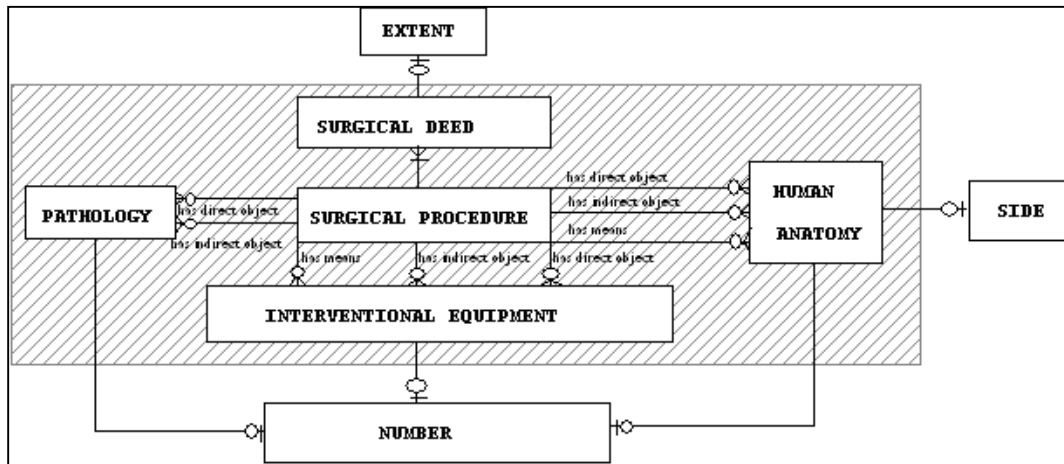 EXTENT
SURGICAL DEED
has direct object
HUMAN
PATHOLOGY
has direct object
SURGICAL PROCEDURE
has indirect object
SIDE
has means
ANATOMY
has indirect object
has means
has indirect object
has direct object
INTERVENTIONAL EQUIPMENT
NUMBER